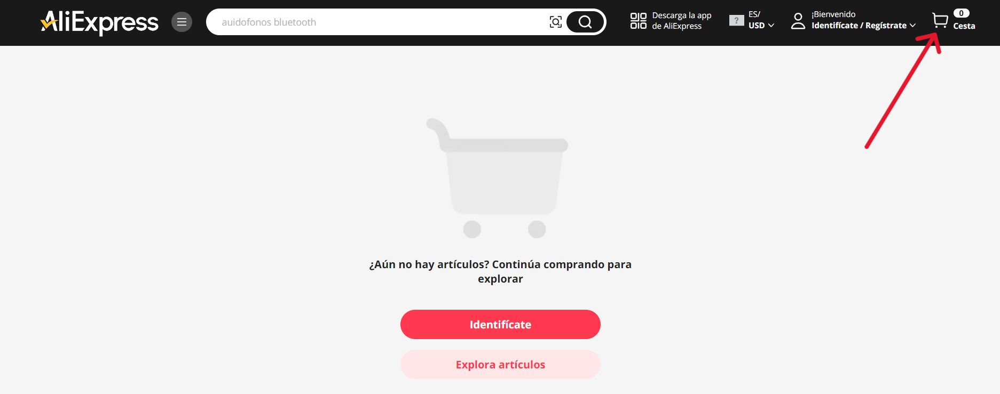 AliExpress
auidofonos bluetooth
Descarga la app
de AliExpress
?
ES/
USD
¡Bienvenido
Identifícate / Regístrate
0
Cesta
¿Aún no hay artículos? Continúa comprando para
explorar
Identifícate
Explora artículos